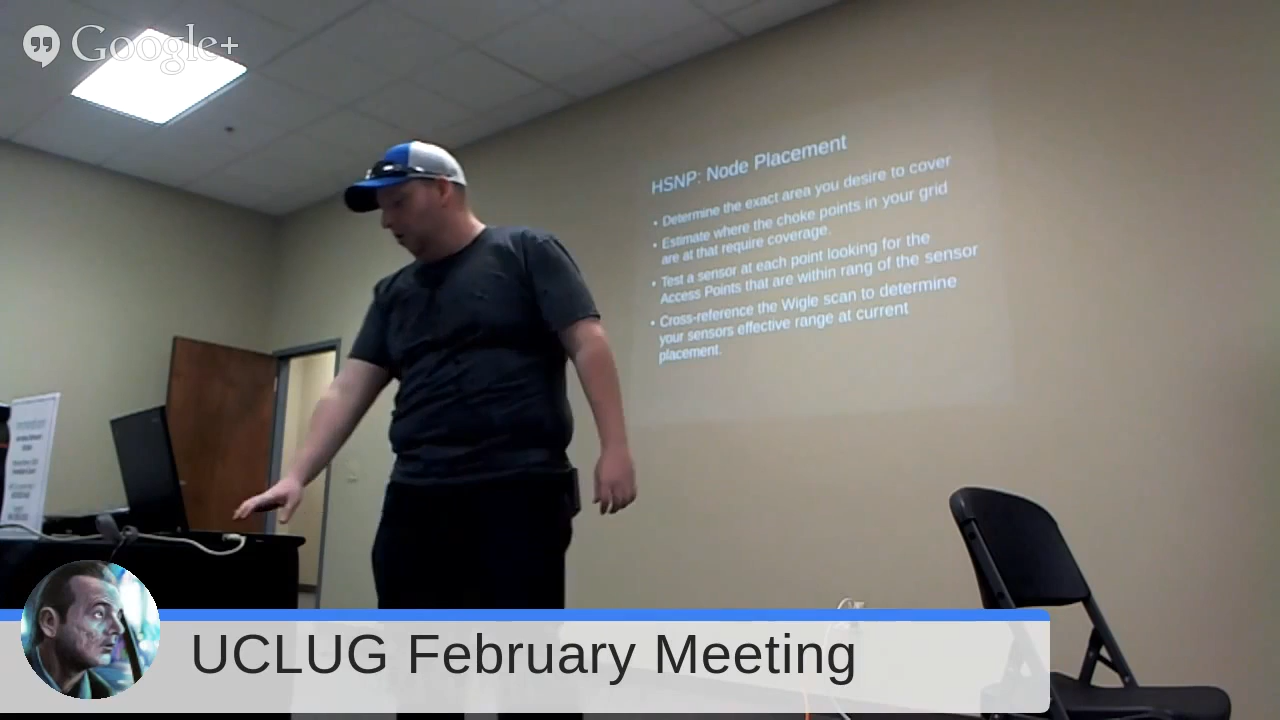 Google+
HSNP: Node Placement
• Determine the exact area you desire to cover
• Estimate where the choke points in your grid
are at that require coverage.
• Test a sensor at each point looking for the
Access Points that are within rang of the sensor
• Cross-reference the Wigle scan to determine
your sensors effective range at current
placement.
UCLUG February Meeting